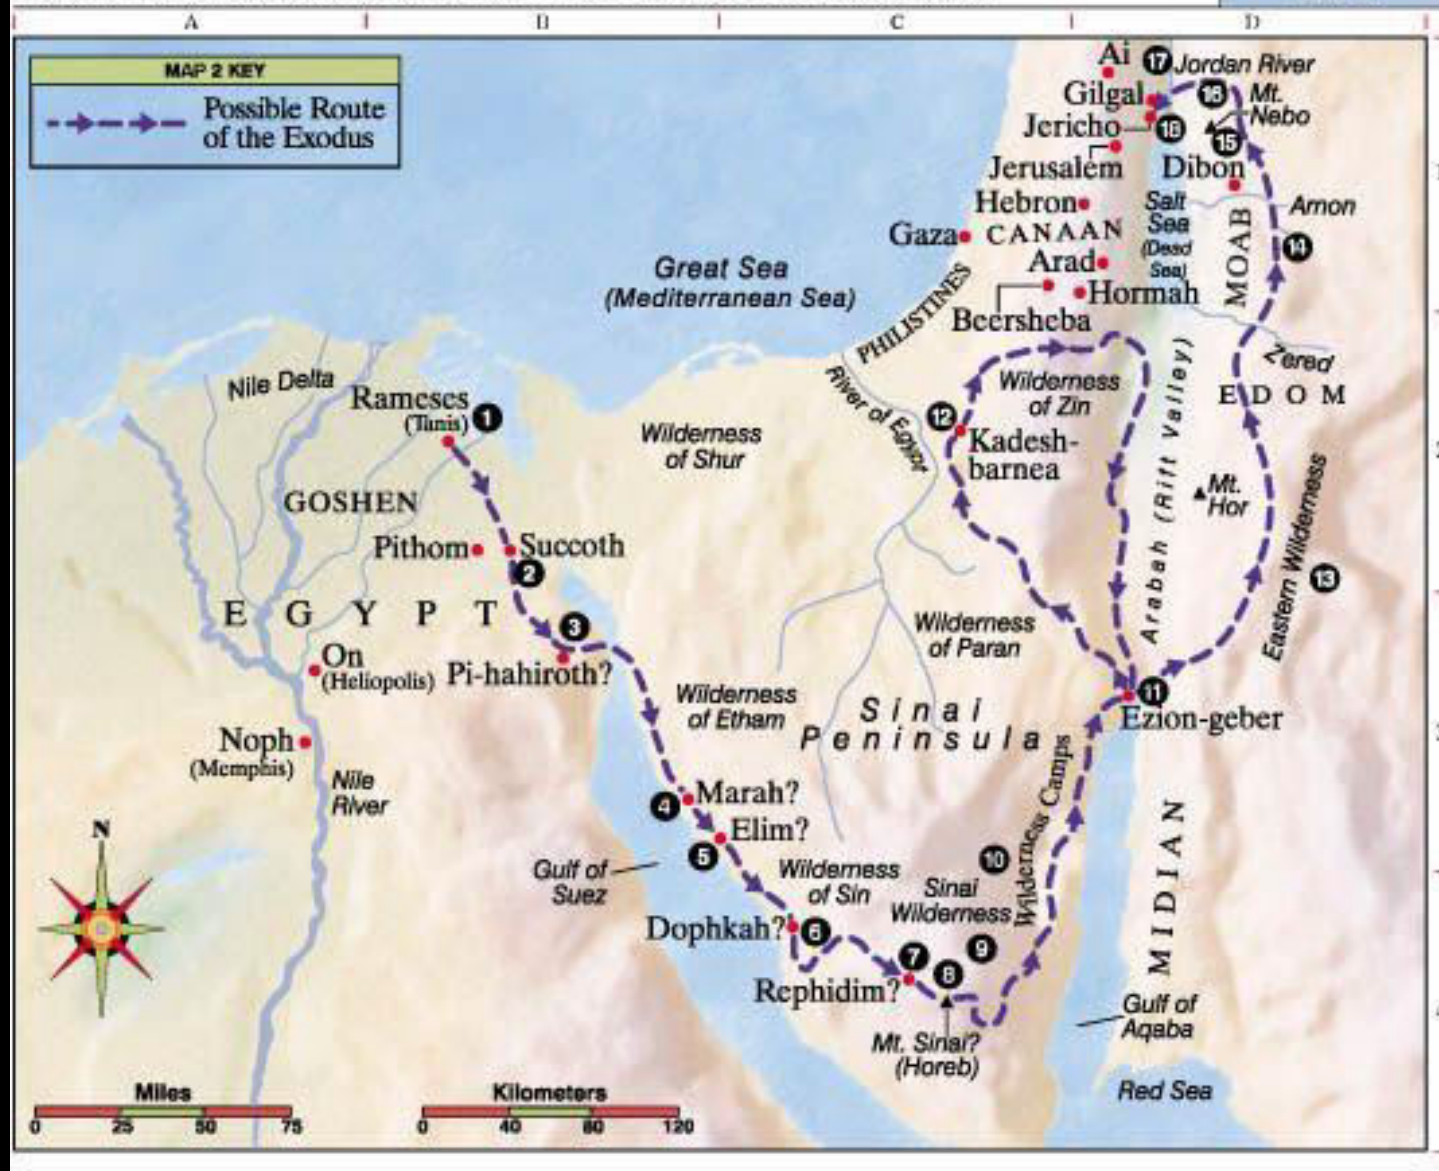 A
B
C
D
MAP 2 KEY
Possible Route
of the Exodus
Ai
17
Jordan River
Gilgal
16
Mt.
Nebo
Jericho
18
15
Jerusalem
Dibon
Hebron
Salt
Sea
(Dead
Sea)
Arnon
Gaza
CANAAN
14
Arad
MOAB
Hormah
Great Sea
(Mediterranean Sea)
PHILISTINES
Beersheba
Zered
Nile Delta
Rameses
(Tanis)
1
River of Egypt
Wilderness
of Zin
EDOM
12
Kadesh-
barnea
Wilderness
of Shur
Arabah (Rift Valley)
Mt.
Hor
GOSHEN
Pithom
Succoth
2
Eastern Wilderness
13
EGYPT
3
Wilderness
of Paran
On
(Heliopolis)
Pi-hahiroth?
Wilderness
of Etham
Sinai
Peninsula
11
Ezion-geber
Noph
(Memphis)
Nile
River
Marah?
4
Elim?
5
Wilderness Camps
MIDIAN
N
Gulf of
Suez
Wilderness
of Sin
10
Sinai
Wilderness
Dophkah?
6
7
8
9
Rephidim?
Mt. Sinai?
(Horeb)
Gulf of
Aqaba
Red Sea
Miles
0 25 50 75
Kilometers
0 40 80 120